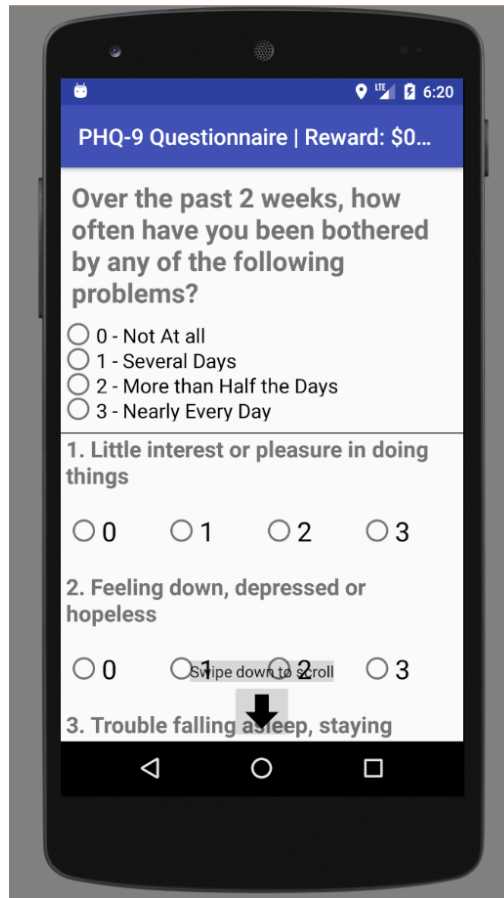 LTE 6:20
PHQ-9 Questionnaire | Reward: $0...
Over the past 2 weeks, how
often have you been bothered
by any of the following
problems?
0 - Not At all
1 - Several Days
2 - More than Half the Days
3 - Nearly Every Day
1. Little interest or pleasure in doing
things
0 1 2 3
2. Feeling down, depressed or
hopeless
0 1 2 3
Swipe down to scroll
3. Trouble falling asleep, staying